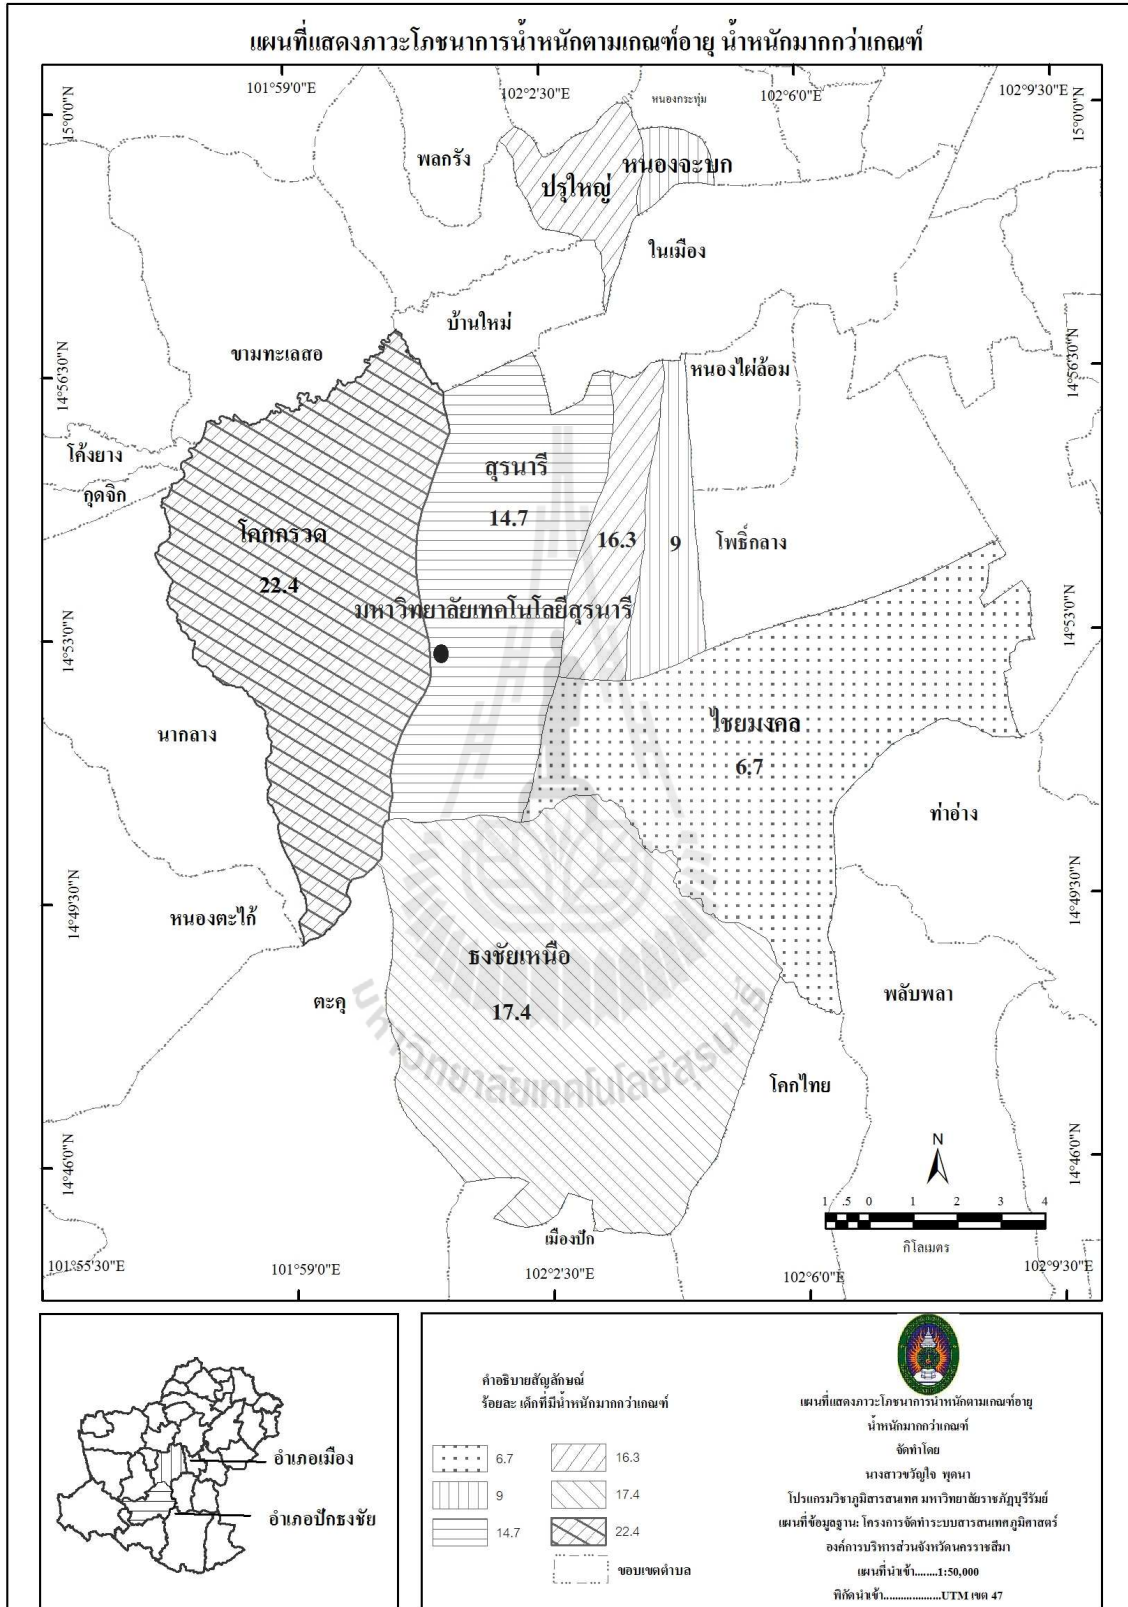 แผนที่แสดงภาวะโภชนาการน้ำหนักตามเกณฑ์อายุ น้ำหนักมากกว่าเกณฑ์
101°59'0"E
102°2'30"E
102°6'0"E
102°9'30"E
15°0'0"N
15°0'0"N
หนองกระทุ่ม
พลกรัง
หนองจะบก
ปรุใหญ่
ในเมือง
บ้านใหม่
ขามทะเลสอ
หนองไผ่ล้อม
14°56'30"N
14°56'30"N
โค้งยาง
กุดจิก
สุรนารี
14.7
โคกกรวด
22.4
16.3
9
โพธิ์กลาง
มหาวิทยาลัยเทคโนโลยีสุรนารี
14°53'0"N
14°53'0"N
นากลาง
ไชยมงคล
6.7
ท่าอ่าง
14°49'30"N
14°49'30"N
หนองตะไก้
ธงชัยเหนือ
17.4
ตะคุ
พลับพลา
มหาวิทยาลัยเทคโนโลยีสุรนารี
โคกไทย
14°46'0"N
14°46'0"N
N
1 .5 0 1 2 3 4
กิโลเมตร
เมืองปัก
101°55'30"E
101°59'0"E
102°2'30"E
102°6'0"E
102°9'30"E
อำเภอเมือง
อำเภอปักธงชัย
คำอธิบายสัญลักษณ์
ร้อยละ เด็กที่มีน้ำหนักมากกว่าเกณฑ์
6.7
16.3
9
17.4
14.7
22.4
ขอบเขตตำบล
แผนที่แสดงภาวะโภชนาการน้ำหนักตามเกณฑ์อายุ
น้ำหนักมากกว่าเกณฑ์
จัดทำโดย
นางสาวขวัญใจ พุดนา
โปรแกรมวิชาภูมิสารสนเทศ มหาวิทยาลัยราชภัฏบุรีรัมย์
แผนที่ข้อมูลฐาน: โครงการจัดทำระบบสารสนเทศภูมิศาสตร์
องค์การบริหารส่วนจังหวัดนครราชสีมา
แผนที่นำเข้า........1:50,000
พิกัดนำเข้า...................UTM เขต 47